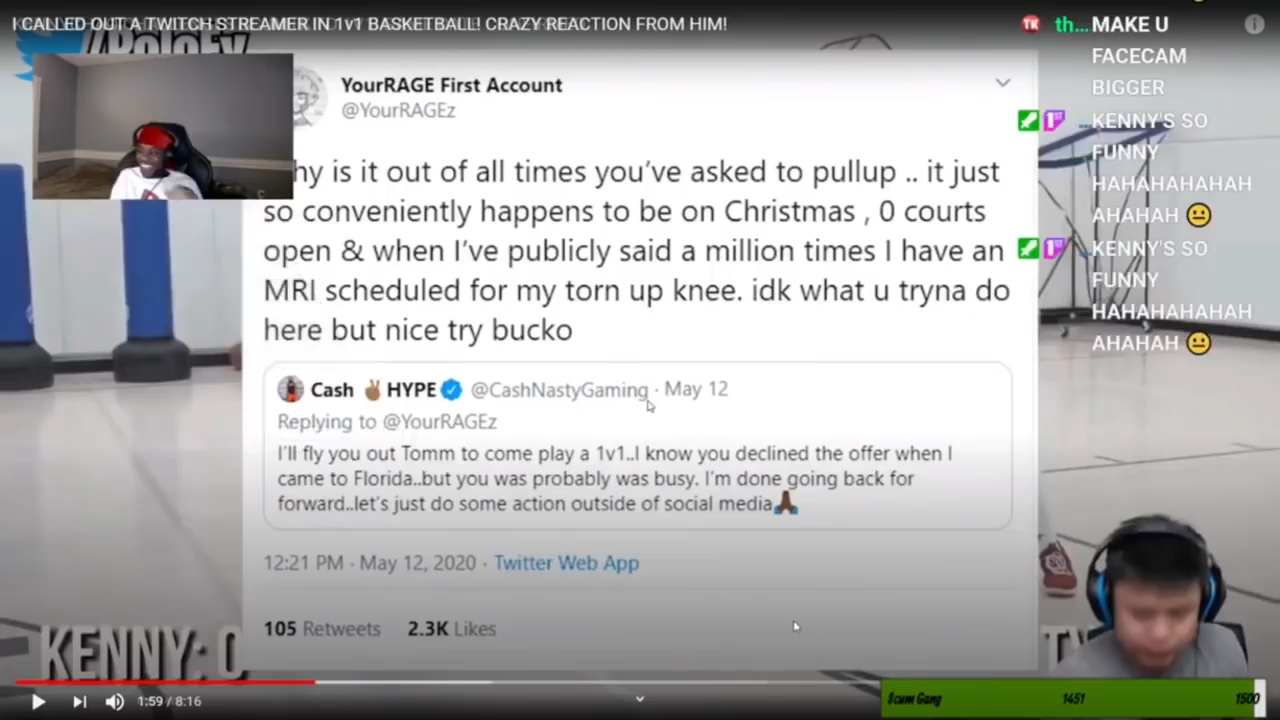 I CALLED OUT A TWITCH STREAMER IN 1v1 BASKETBALL! CRAZY REACTION FROM HIM!
th... MAKE U
FACECAM
BIGGER
KENNY'S SO
FUNNY
HAHAHAHAHAH
AHAHAH 😐
KENNY'S SO
FUNNY
HAHAHAHAHAH
AHAHAH 😐
YourRAGE First Account
@YourRAGEz
hy is it out of all times you've asked to pullup .. it just
so conveniently happens to be on Christmas , 0 courts
open & when I've publicly said a million times I have an
MRI scheduled for my torn up knee. idk what u tryna do
here but nice try bucko
Cash ✌🏾 HYPE @CashNastyGaming · May 12
Replying to @YourRAGEz
I'll fly you out Tomm to come play a 1v1..I know you declined the offer when I
came to Florida..but you was probably was busy. I'm done going back for
forward..let's just do some action outside of social media🙏🏾
12:21 PM · May 12, 2020 · Twitter Web App
105 Retweets 2.3K Likes
KENNY: 0
TY
1:59 / 8:16
Scum Gang 1451 1500